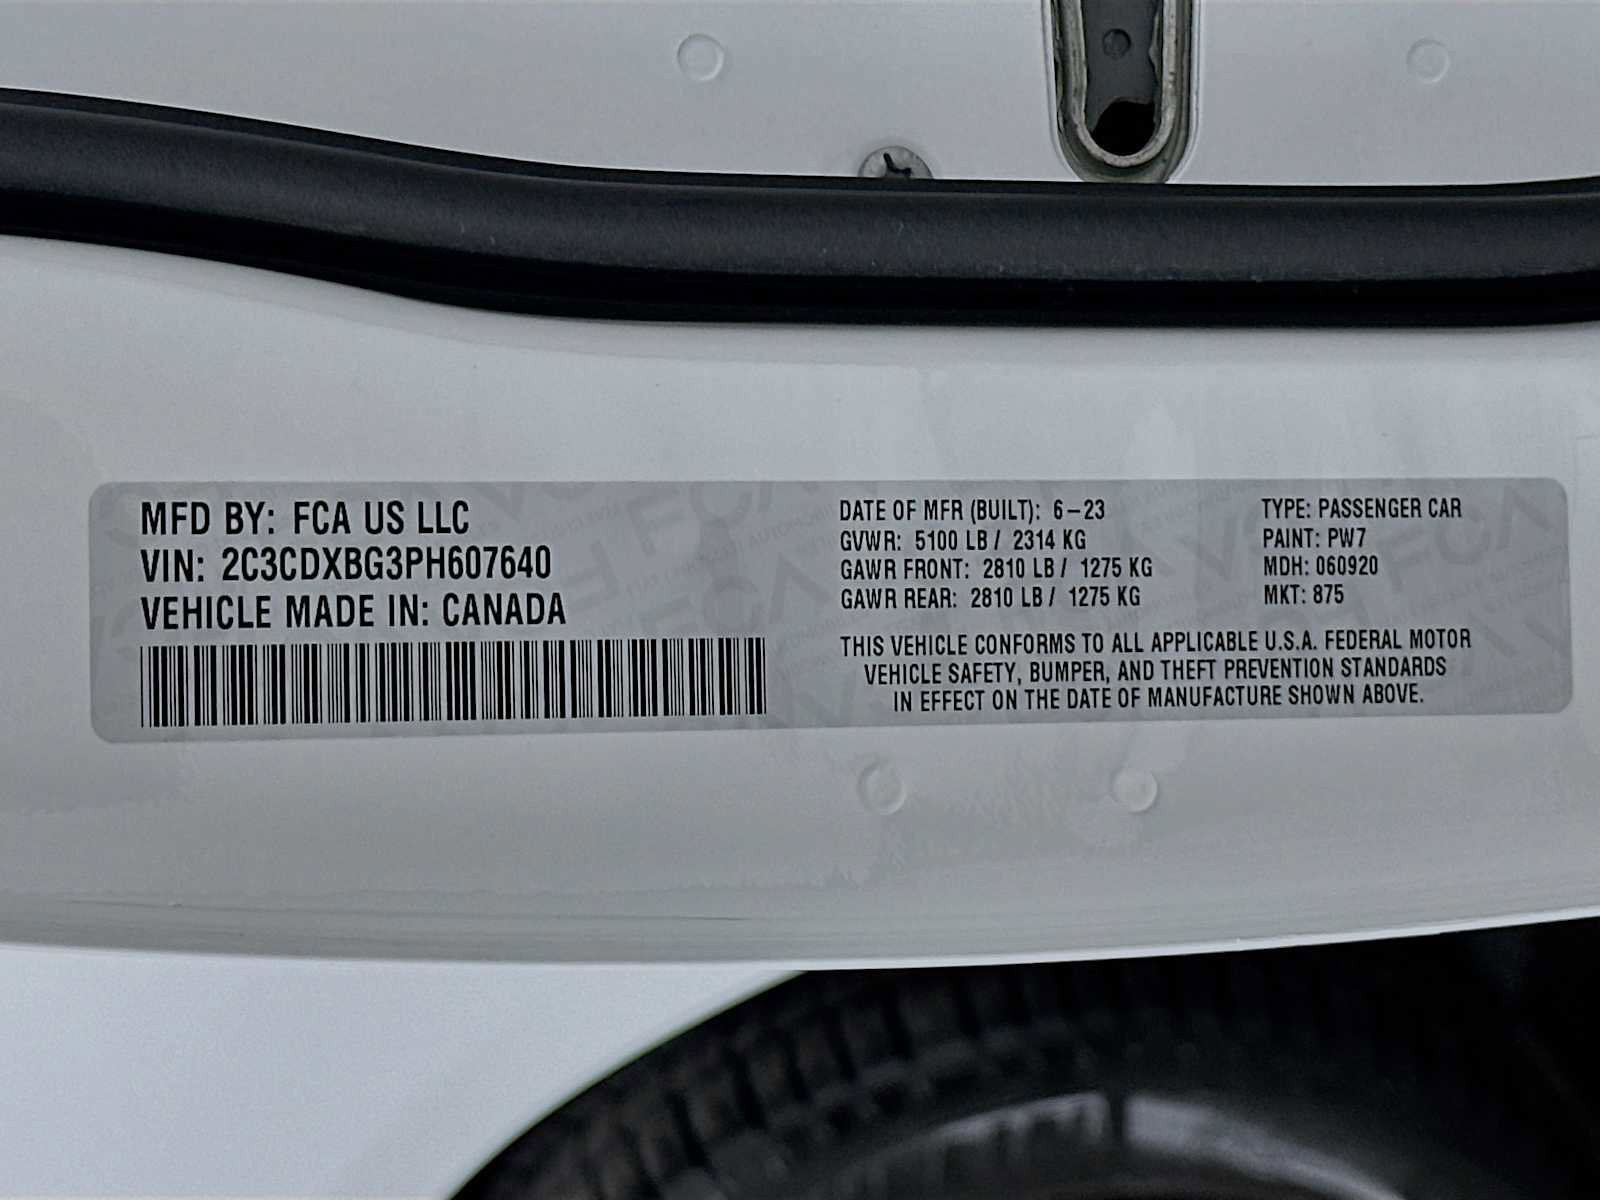 MFD BY: FCA US LLC
VIN: 2C3CDXBG3PH607640
VEHICLE MADE IN: CANADA
DATE OF MFR (BUILT): 6-23
GVWR: 5100 LB / 2314 KG
GAWR FRONT: 2810 LB / 1275 KG
GAWR REAR: 2810 LB / 1275 KG
TYPE: PASSENGER CAR
PAINT: PW7
MDH: 060920
MKT: 875
THIS VEHICLE CONFORMS TO ALL APPLICABLE U.S.A. FEDERAL MOTOR
VEHICLE SAFETY, BUMPER, AND THEFT PREVENTION STANDARDS
IN EFFECT ON THE DATE OF MANUFACTURE SHOWN ABOVE.